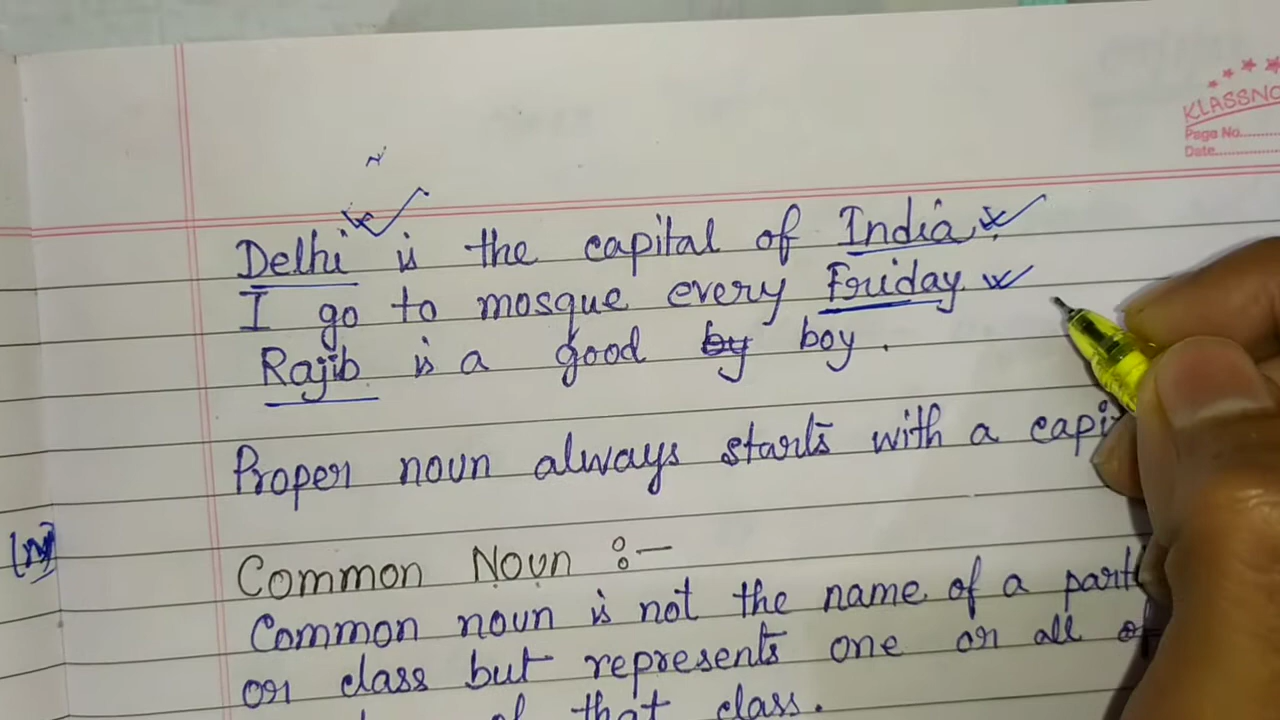 KLASSNO
Page No.........
Date..............
Delhi is the capital of India
I go to mosque every Friday
Rajib is a good by boy.
Proper noun always starts with a capi
Common Noun :-
Common noun is not the name of a part
or class but represents one or all of
of that class.